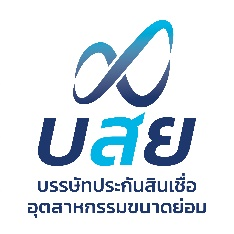 บสย
บรรษัทประกันสินเชื่อ
อุตสาหกรรมขนาดย่อม